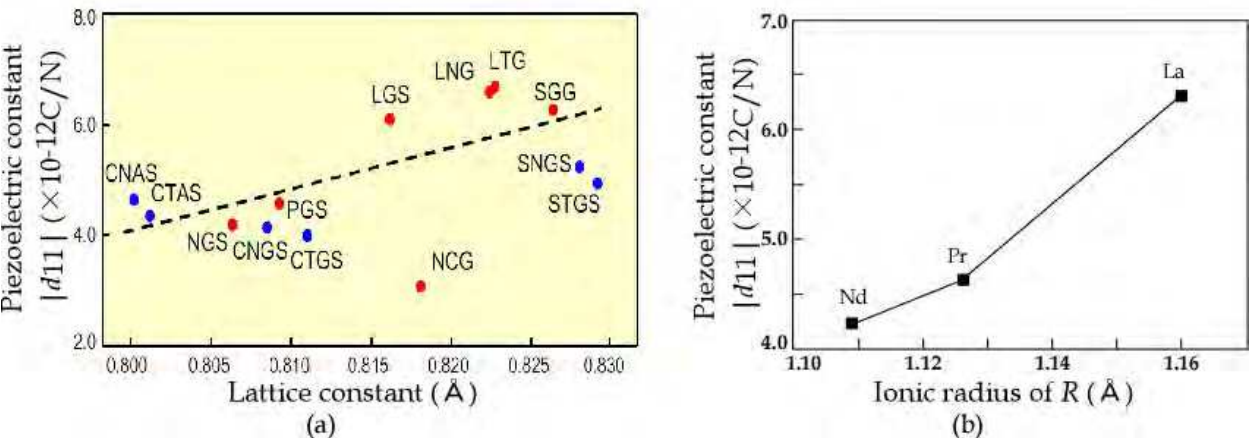 Piezoelectric constant
|d11| (×10-12C/N)
8.0
6.0
4.0
2.0
CNAS
CTAS
NGS
CNGS
PGS
CTGS
LGS
NCG
LNG
LTG
SGG
SNGS
STGS
0.800
0.805
0.810
0.815
0.820
0.825
0.830
Lattice constant (Å)
(a)
Piezoelectric constant
|d11| (×10-12C/N)
7.0
6.0
5.0
4.0
Nd
Pr
La
1.10
1.12
1.14
1.16
Ionic radius of R (Å)
(b)